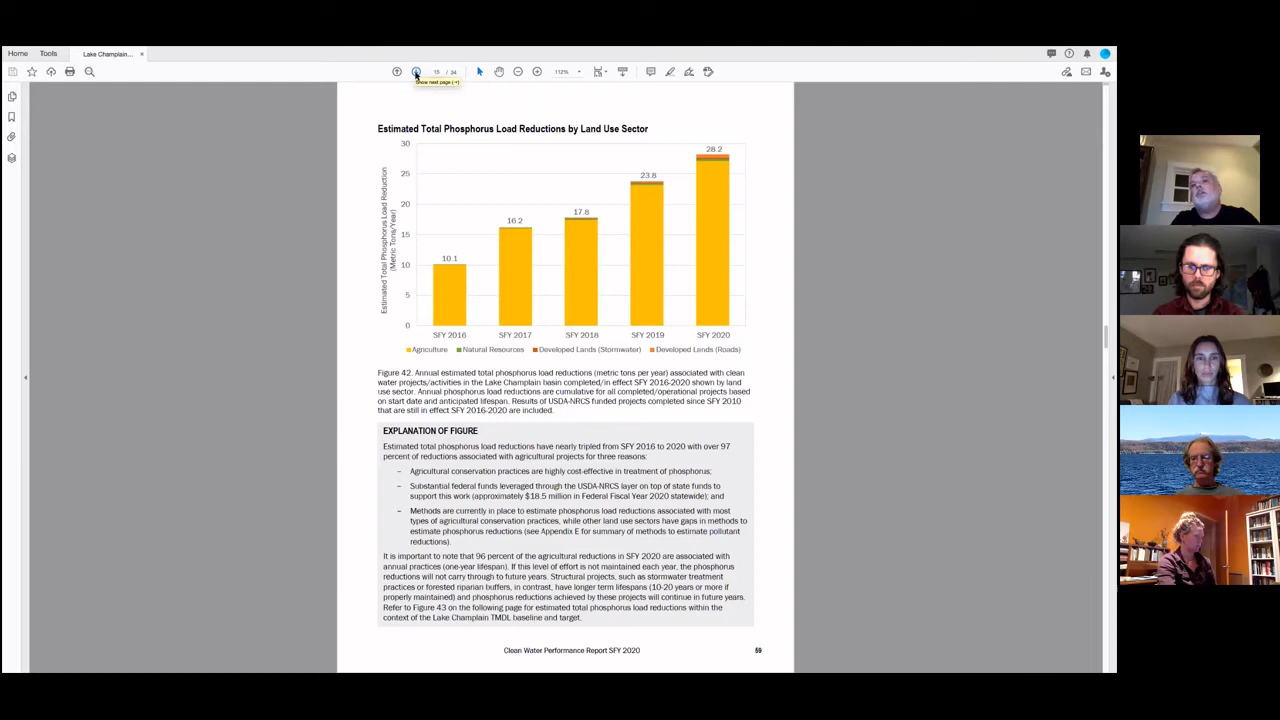 Home Tools Lake Champlain...
15 / 34 112%
Show next page (→)
Estimated Total Phosphorus Load Reductions by Land Use Sector
Estimated Total Phosphorus Load Reduction
(Metric Tons/Year)
30
25
20
15
10
5
0
10.1
16.2
17.8
23.8
28.2
SFY 2016 SFY 2017 SFY 2018 SFY 2019 SFY 2020
Agriculture Natural Resources Developed Lands (Stormwater) Developed Lands (Roads)
Figure 42. Annual estimated total phosphorus load reductions (metric tons per year) associated with clean
water projects/activities in the Lake Champlain basin completed/in effect SFY 2016-2020 shown by land
use sector. Annual phosphorus load reductions are cumulative for all completed/operational projects based
on start date and anticipated lifespan. Results of USDA-NRCS funded projects completed since SFY 2010
that are still in effect SFY 2016-2020 are included.
EXPLANATION OF FIGURE
Estimated total phosphorus load reductions have nearly tripled from SFY 2016 to 2020 with over 97
percent of reductions associated with agricultural projects for three reasons:
– Agricultural conservation practices are highly cost-effective in treatment of phosphorus;
– Substantial federal funds leveraged through the USDA-NRCS layer on top of state funds to
support this work (approximately $18.5 million in Federal Fiscal Year 2020 statewide); and
– Methods are currently in place to estimate phosphorus load reductions associated with most
types of agricultural conservation practices, while other land use sectors have gaps in methods to
estimate phosphorus reductions (see Appendix E for summary of methods to estimate pollutant
reductions).
It is important to note that 96 percent of the agricultural reductions in SFY 2020 are associated with
annual practices (one-year lifespan). If this level of effort is not maintained each year, the phosphorus
reductions will not carry through to future years. Structural projects, such as stormwater treatment
practices or forested riparian buffers, in contrast, have longer term lifespans (10-20 years or more if
properly maintained) and phosphorus reductions achieved by these projects will continue in future years.
Refer to Figure 43 on the following page for estimated total phosphorus load reductions within the
context of the Lake Champlain TMDL baseline and target.
Clean Water Performance Report SFY 2020 59